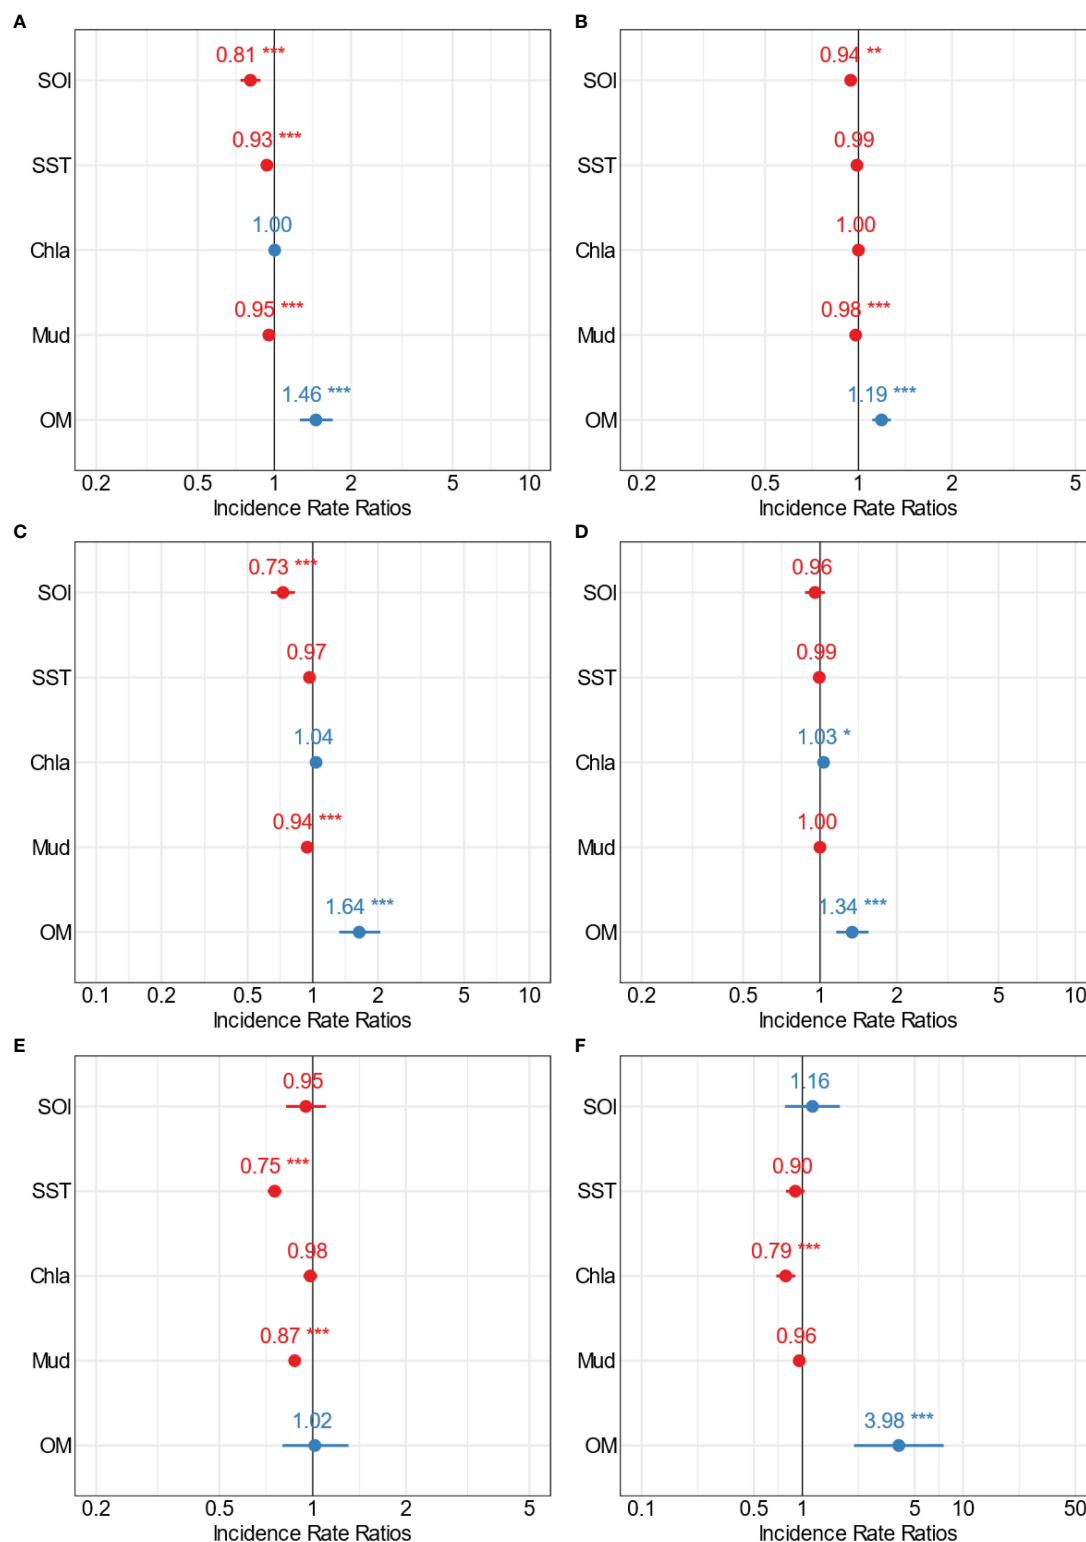 A
0.81 ***
SOI
0.93 ***
SST
1.00
Chla
0.95 ***
Mud
1.46 ***
OM
0.2 0.5 1 2 5 10
Incidence Rate Ratios
B
0.94 **
SOI
0.99
SST
1.00
Chla
0.98 ***
Mud
1.19 ***
OM
0.2 0.5 1 2 5
Incidence Rate Ratios
C
0.73 ***
SOI
0.97
SST
1.04
Chla
0.94 ***
Mud
1.64 ***
OM
0.1 0.2 0.5 1 2 5 10
Incidence Rate Ratios
D
0.96
SOI
0.99
SST
1.03 *
Chla
1.00
Mud
1.34 ***
OM
0.2 0.5 1 2 5 10
Incidence Rate Ratios
E
0.95
SOI
0.75 ***
SST
0.98
Chla
0.87 ***
Mud
1.02
OM
0.2 0.5 1 2 5
Incidence Rate Ratios
F
1.16
SOI
0.90
SST
0.79 ***
Chla
0.96
Mud
3.98 ***
OM
0.1 0.5 1 5 10 50
Incidence Rate Ratios